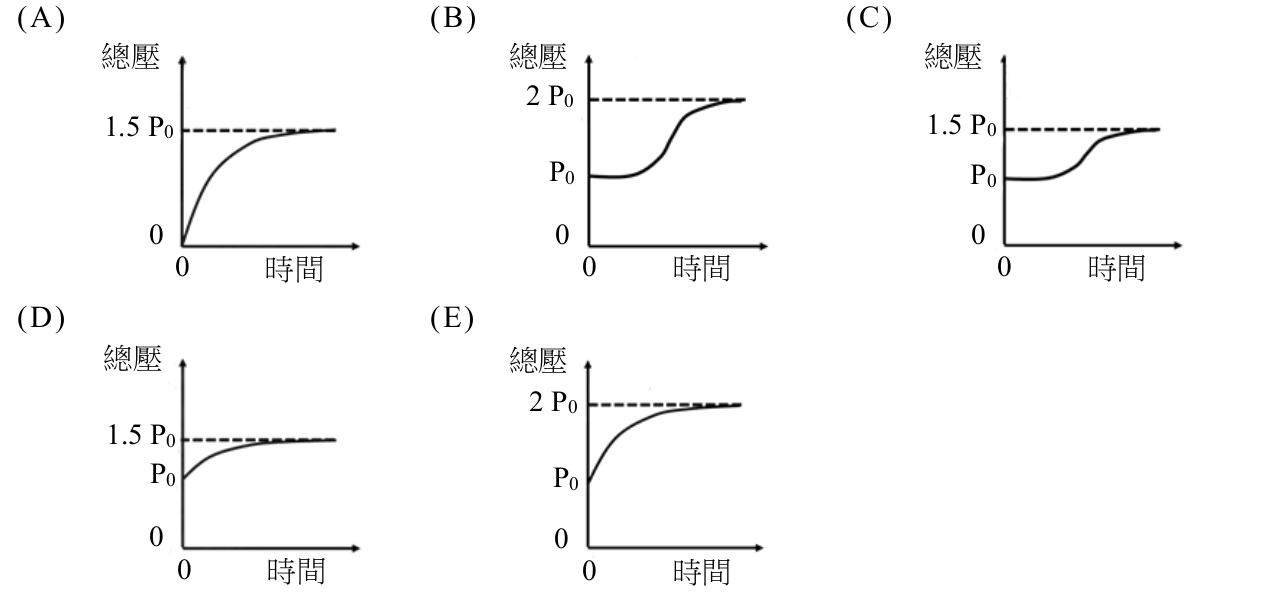 (A) (B) (C)
總壓 總壓 總壓
2 P₀
1.5 P₀ 1.5 P₀
P₀ P₀
0 0 0
0 時間 0 時間 0 時間
(D) (E)
總壓 總壓
2 P₀
1.5 P₀
P₀ P₀
0 0
0 時間 0 時間